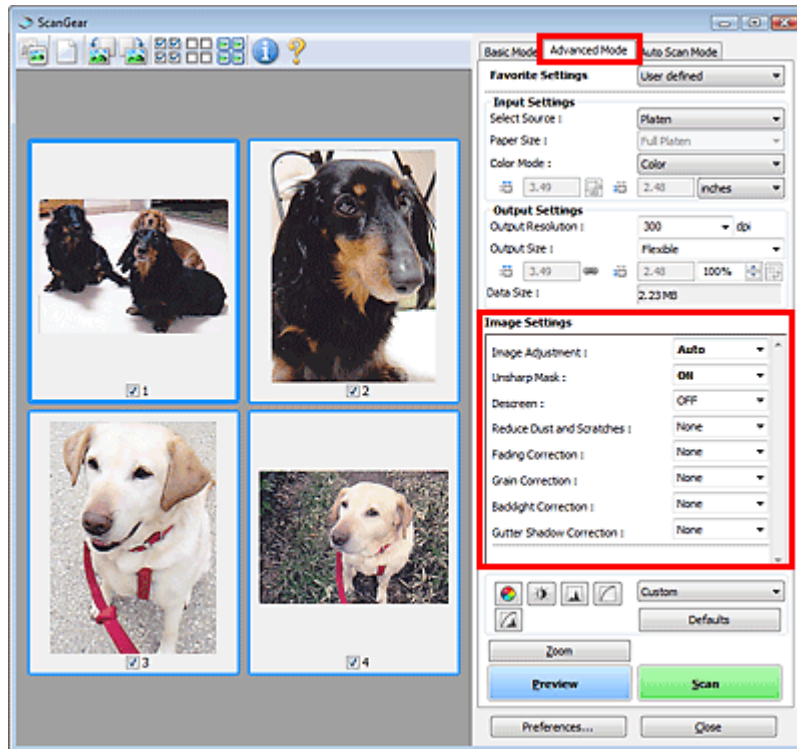 ScanGear
Basic Mode Advanced Mode Auto Scan Mode
Favorite Settings User defined
Input Settings
Select Source : Platen
Paper Size : Full Platen
Color Mode : Color
3.49 2.48 inches
Output Settings
Output Resolution : 300 dpi
Output Size : Flexible
3.49 2.48 100%
Data Size : 2.23 MB
Image Settings
Image Adjustment : Auto
Unsharp Mask : ON
Descreen : OFF
Reduce Dust and Scratches : None
Fading Correction : None
Grain Correction : None
Backlight Correction : None
Gutter Shadow Correction : None
Custom
Defaults
Zoom
Preview Scan
Preferences... Close
1 2
3 4